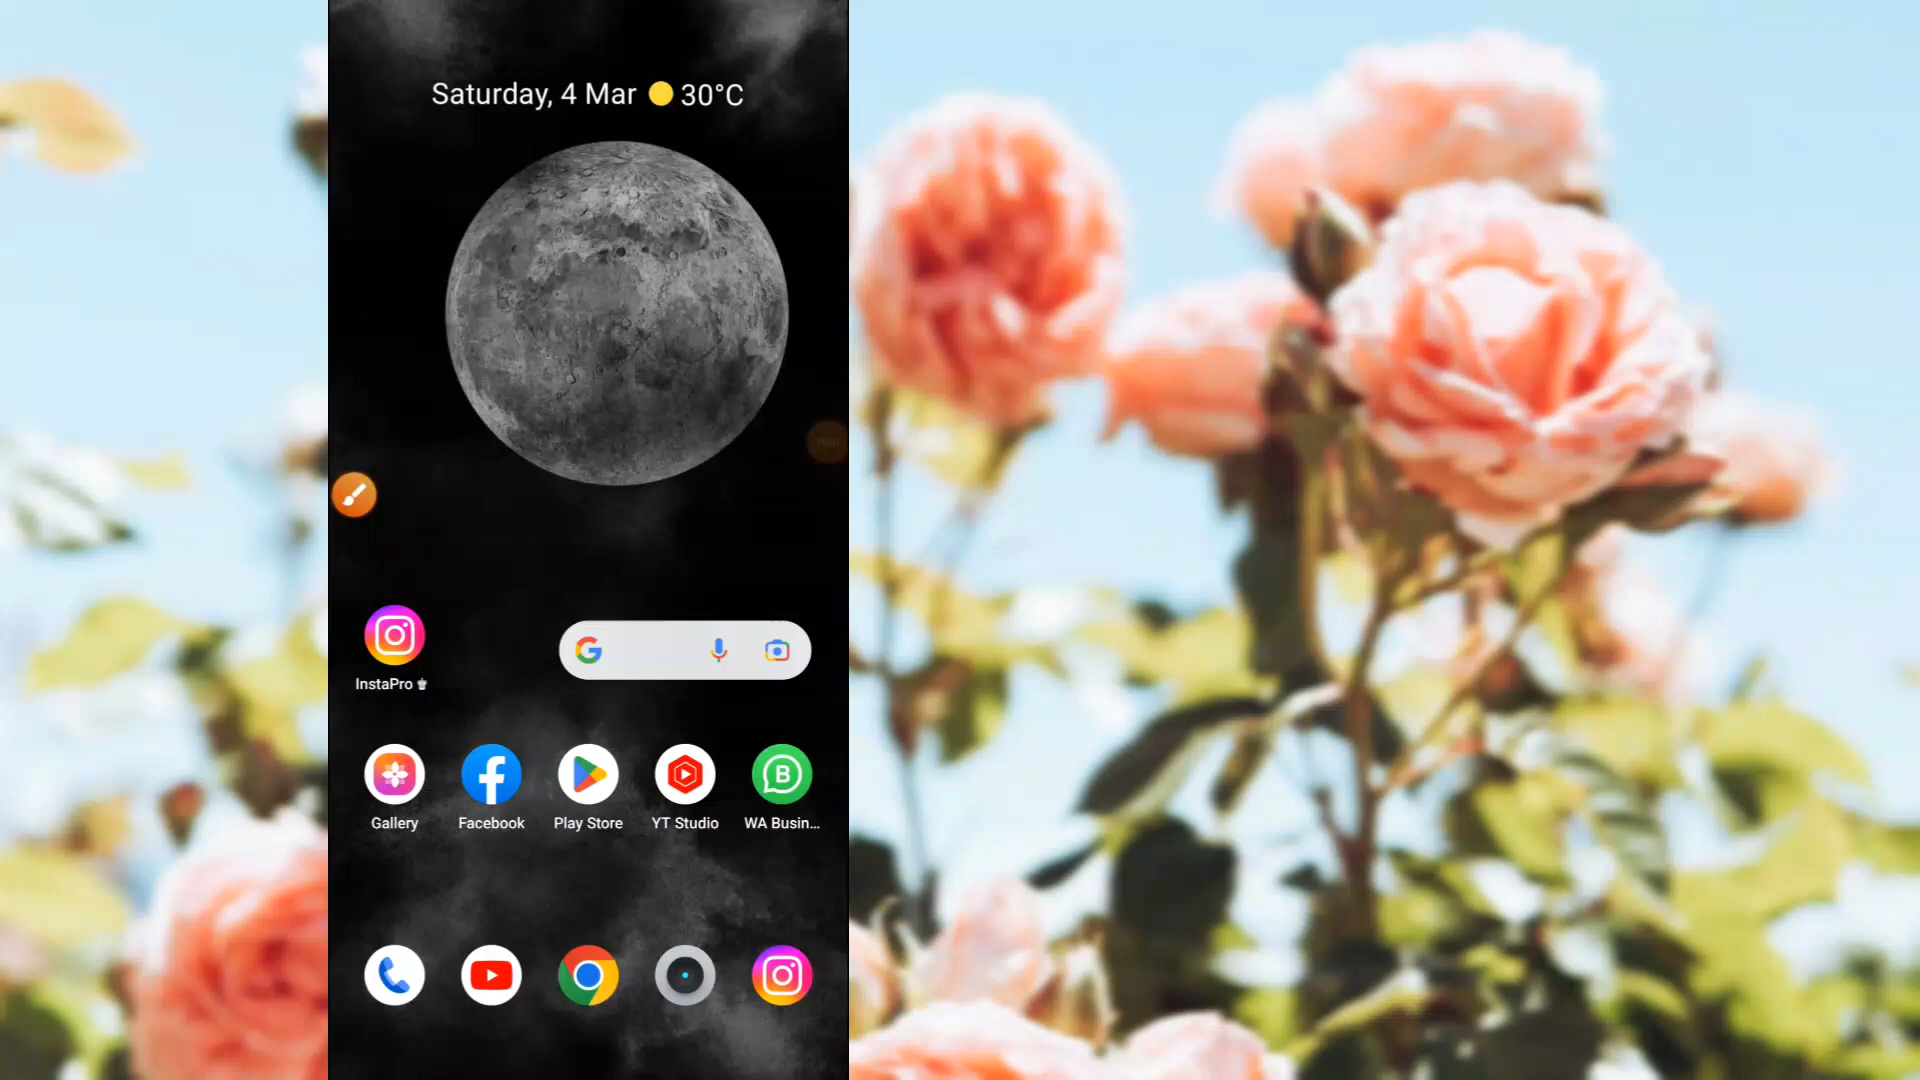 Saturday, 4 Mar 30°C
InstaPro
Gallery Facebook Play Store YT Studio WA Busin...